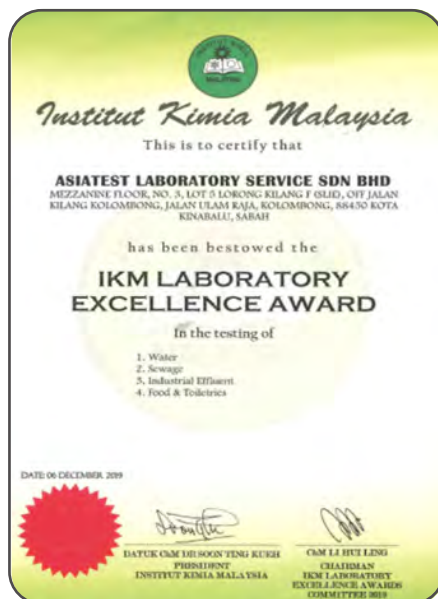 Institut Kimia Malaysia
This is to certify that
ASIATEST LABORATORY SERVICE SDN BHD
MEZZANINE FLOOR, NO. 3, LOT 5 LORONG KILANG F (SLIE), OFF JALAN
KILANG KOLOMBONG, JALAN ULAM RAJA, KOLOMBONG, 88450 KOTA
KINABALU, SABAH
has been bestowed the
IKM LABORATORY
EXCELLENCE AWARD
In the testing of
1. Water
2. Sewage
3. Industrial Effluent
4. Food & Toiletries
DATE: 06 DECEMBER 2019
DATUK ChM DR SOON TING KUEH
PRESIDENT
INSTITUT KIMIA MALAYSIA
ChM LI HUI LING
CHAIRMAN
IKM LABORATORY
EXCELLENCE AWARDS
COMMITTEE 2019